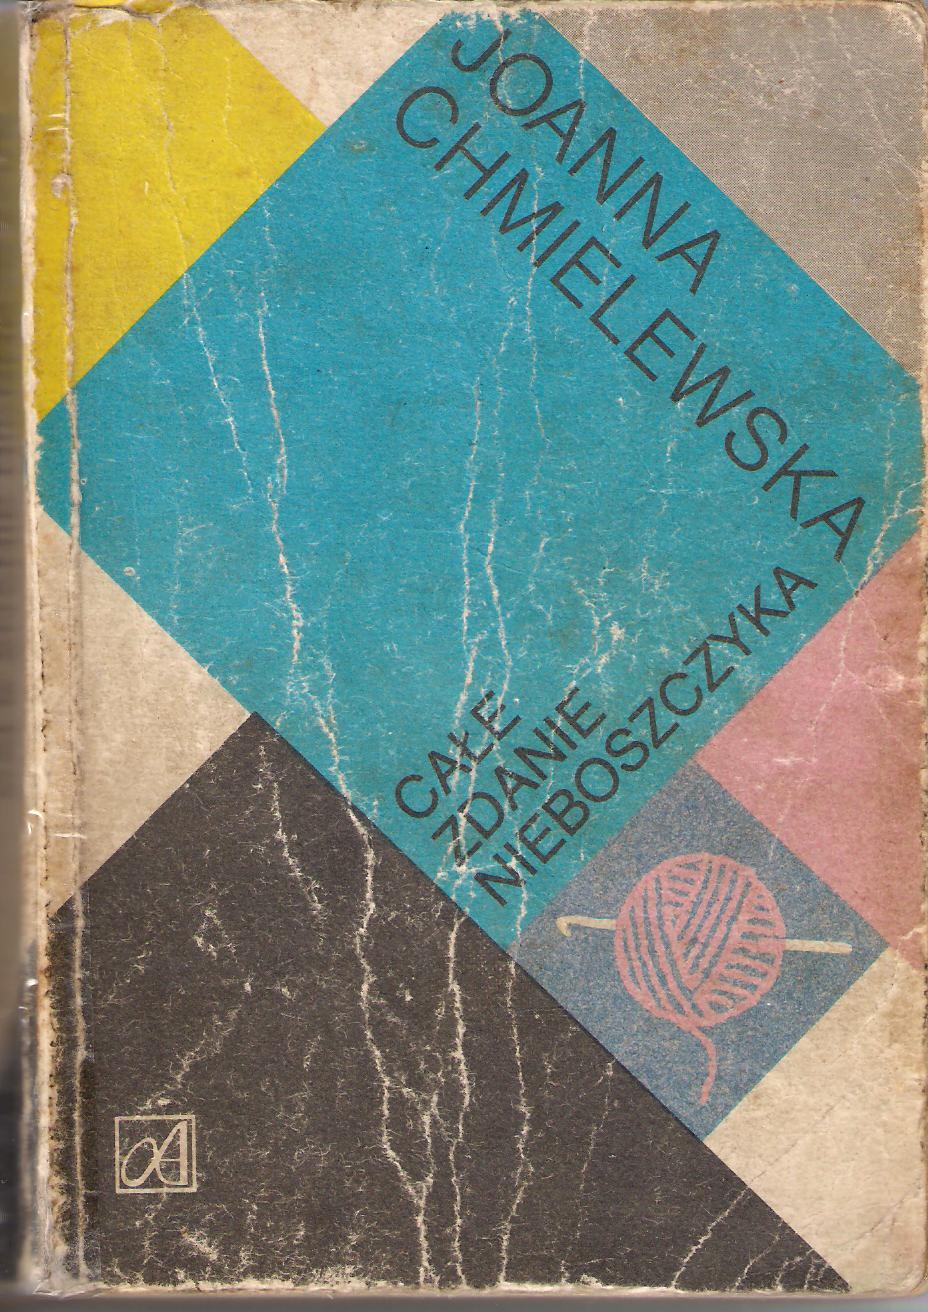 JOANNA
CHMIELEWSKA
CAŁE
ZDANIE
NIEBOSZCZYKA